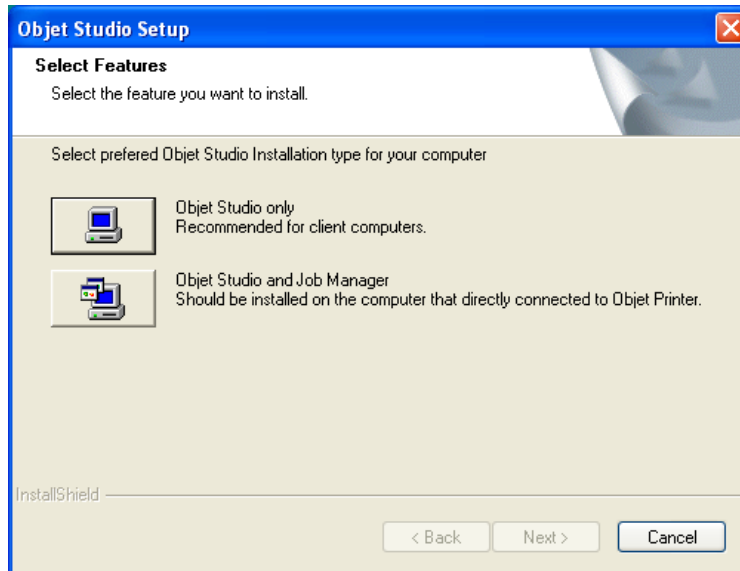 Objet Studio Setup
Select Features
Select the feature you want to install.
Select prefered Objet Studio Installation type for your computer
Objet Studio only
Recommended for client computers.
Objet Studio and Job Manager
Should be installed on the computer that directly connected to Objet Printer.
InstallShield
< Back
Next >
Cancel